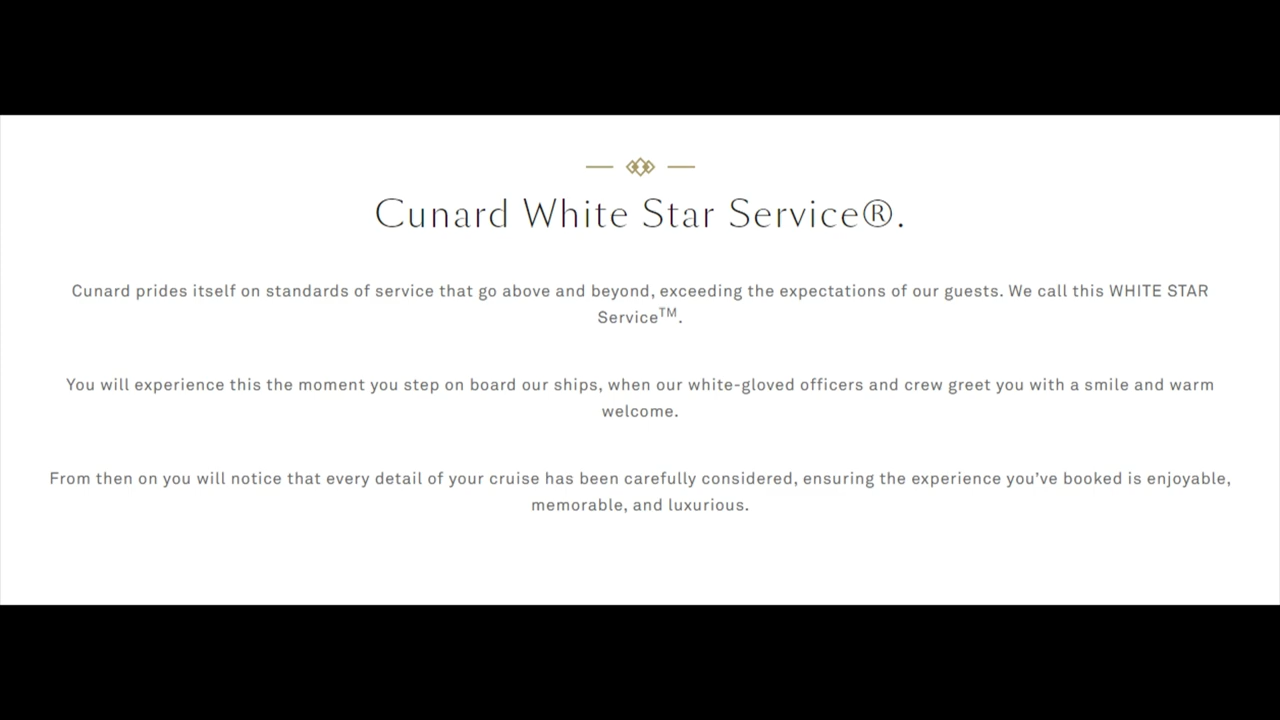 Cunard White Star Service®.
Cunard prides itself on standards of service that go above and beyond, exceeding the expectations of our guests. We call this WHITE STAR
Service™.
You will experience this the moment you step on board our ships, when our white-gloved officers and crew greet you with a smile and warm
welcome.
From then on you will notice that every detail of your cruise has been carefully considered, ensuring the experience you’ve booked is enjoyable,
memorable, and luxurious.